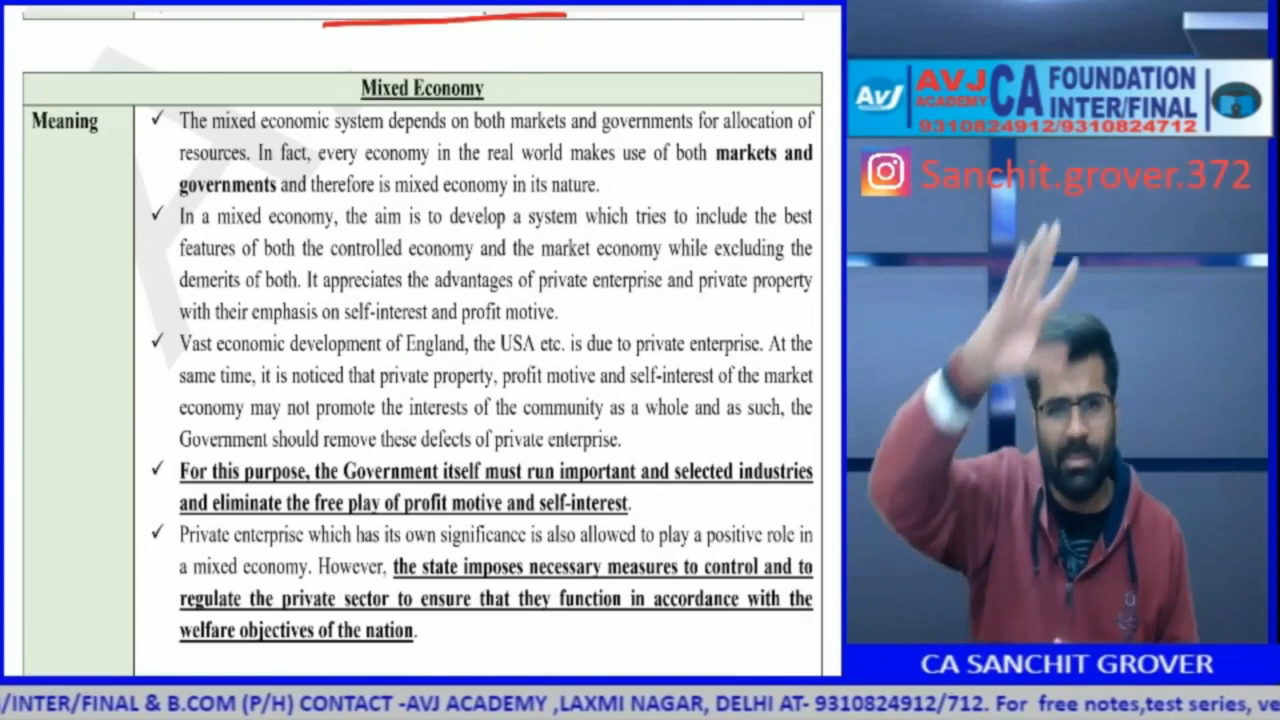 Mixed Economy
Meaning
✓ The mixed economic system depends on both markets and governments for allocation of
resources. In fact, every economy in the real world makes use of both markets and
governments and therefore is mixed economy in its nature.
✓ In a mixed economy, the aim is to develop a system which tries to include the best
features of both the controlled economy and the market economy while excluding the
demerits of both. It appreciates the advantages of private enterprise and private property
with their emphasis on self-interest and profit motive.
✓ Vast economic development of England, the USA etc. is due to private enterprise. At the
same time, it is noticed that private property, profit motive and self-interest of the market
economy may not promote the interests of the community as a whole and as such, the
Government should remove these defects of private enterprise.
✓ For this purpose, the Government itself must run important and selected industries
and eliminate the free play of profit motive and self-interest.
✓ Private enterprise which has its own significance is also allowed to play a positive role in
a mixed economy. However, the state imposes necessary measures to control and to
regulate the private sector to ensure that they function in accordance with the
welfare objectives of the nation.
AVJ
AVJ
ACADEMY
CA
FOUNDATION
INTER/FINAL
9310824912/9310824712
Sanchit.grover.372
CA SANCHIT GROVER
/INTER/FINAL & B.COM (P/H) CONTACT -AVJ ACADEMY ,LAXMI NAGAR, DELHI AT- 9310824912/712. For free notes,test series, ve